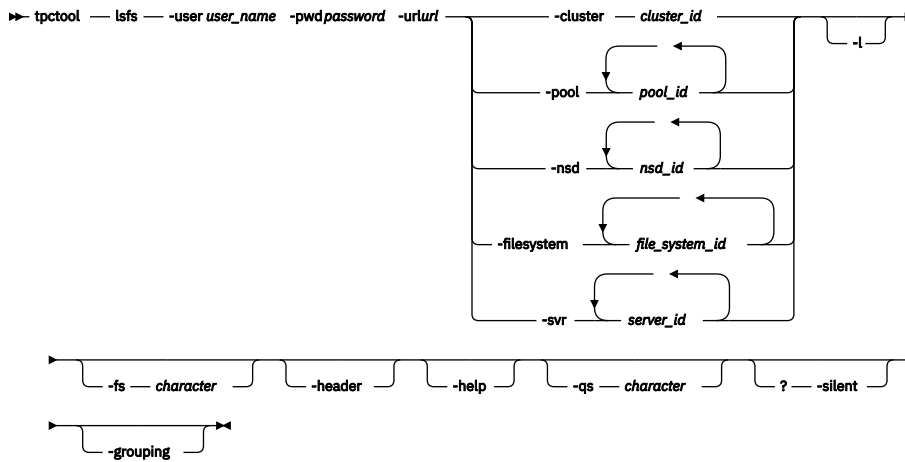 tpctool lsfs -user user_name -pwd password -url url -cluster cluster_id -l
-pool pool_id
-nsd nsd_id
-filesystem file_system_id
-svr server_id
-fs character -header -help -qs character ? -silent
-grouping